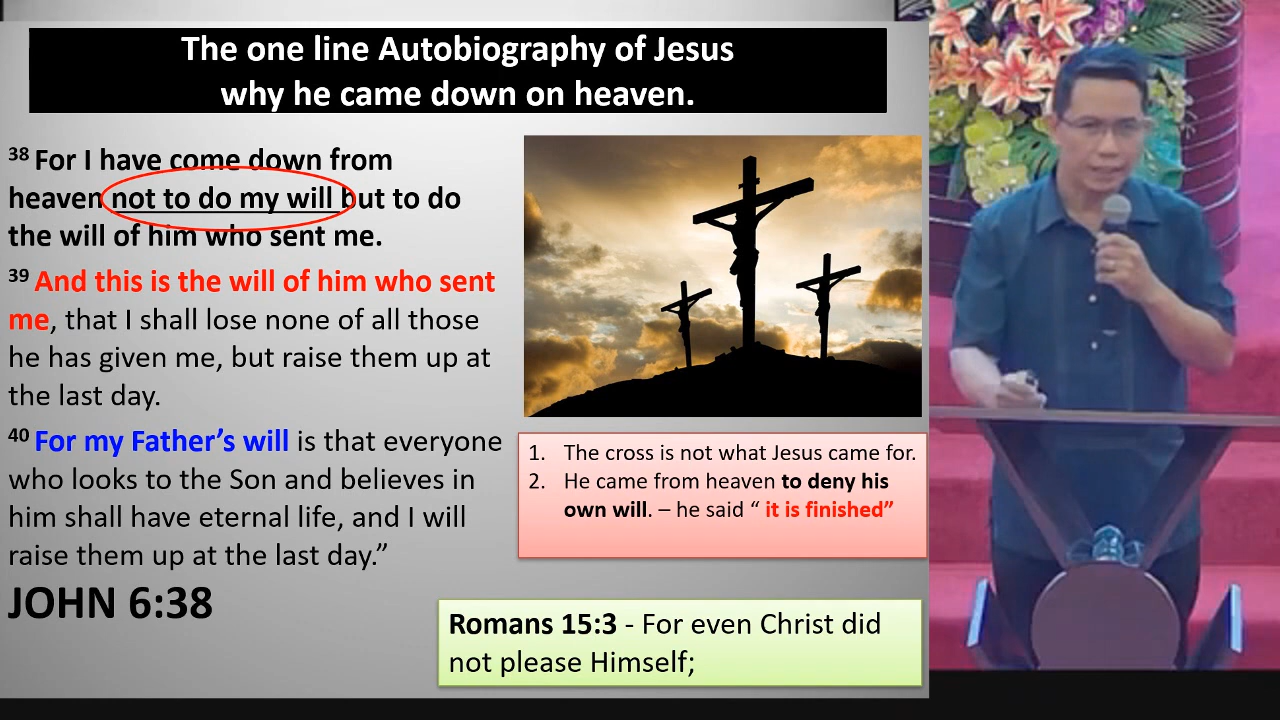 The one line Autobiography of Jesus
why he came down on heaven.
38 For I have come down from
heaven not to do my will but to do
the will of him who sent me.
39 And this is the will of him who sent
me, that I shall lose none of all those
he has given me, but raise them up at
the last day.
40 For my Father’s will is that everyone
who looks to the Son and believes in
him shall have eternal life, and I will
raise them up at the last day.”
JOHN 6:38
1. The cross is not what Jesus came for.
2. He came from heaven to deny his
own will. – he said “ it is finished”
Romans 15:3 - For even Christ did
not please Himself;